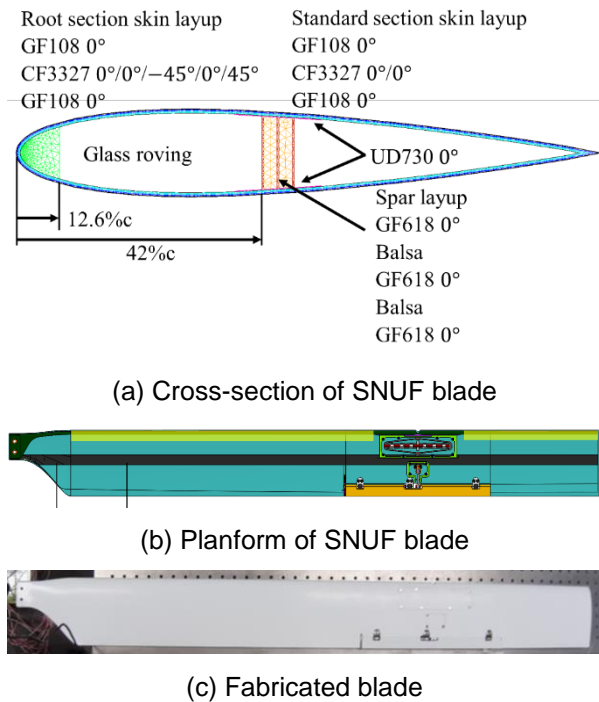 Root section skin layup
GF108 0°
CF3327 0°/0°/−45°/0°/45°
GF108 0°
Standard section skin layup
GF108 0°
CF3327 0°/0°
GF108 0°
Glass roving
UD730 0°
12.6%c
42%c
Spar layup
GF618 0°
Balsa
GF618 0°
Balsa
GF618 0°
(a) Cross-section of SNUF blade
(b) Planform of SNUF blade
(c) Fabricated blade